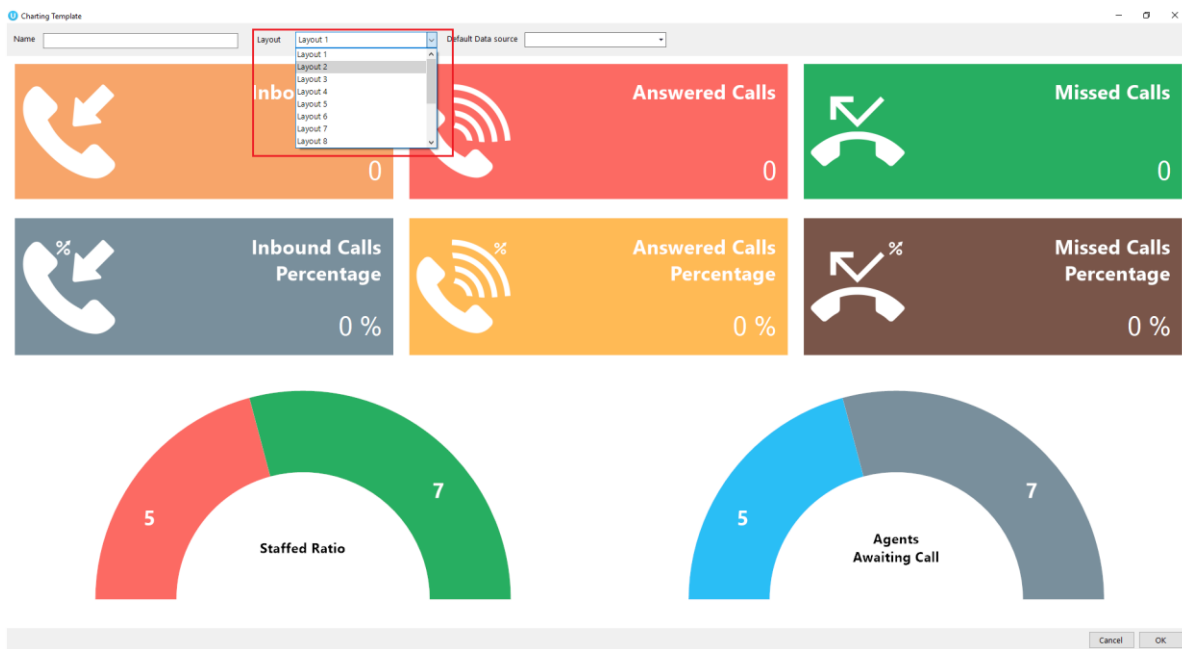 Charting Template
Name
Layout
Layout 1
Default Data source
Layout 1
Layout 2
Layout 3
Layout 4
Layout 5
Layout 6
Layout 7
Layout 8
Inbo
0
Answered Calls
0
Missed Calls
0
%
Inbound Calls
Percentage
0 %
%
Answered Calls
Percentage
0 %
%
Missed Calls
Percentage
0 %
5
7
Staffed Ratio
5
7
Agents
Awaiting Call
Cancel
OK